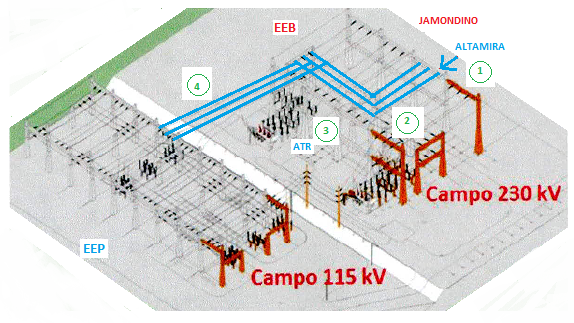 EEB
JAMONDINO
ALTAMIRA
1
4
2
3
ATR
Campo 230 kV
EEP
Campo 115 kV